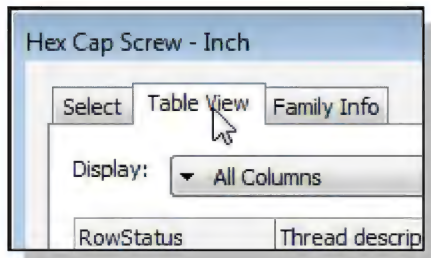 Hex Cap Screw - Inch
Select Table View Family Info
Display: All Columns
RowStatus Thread descrip